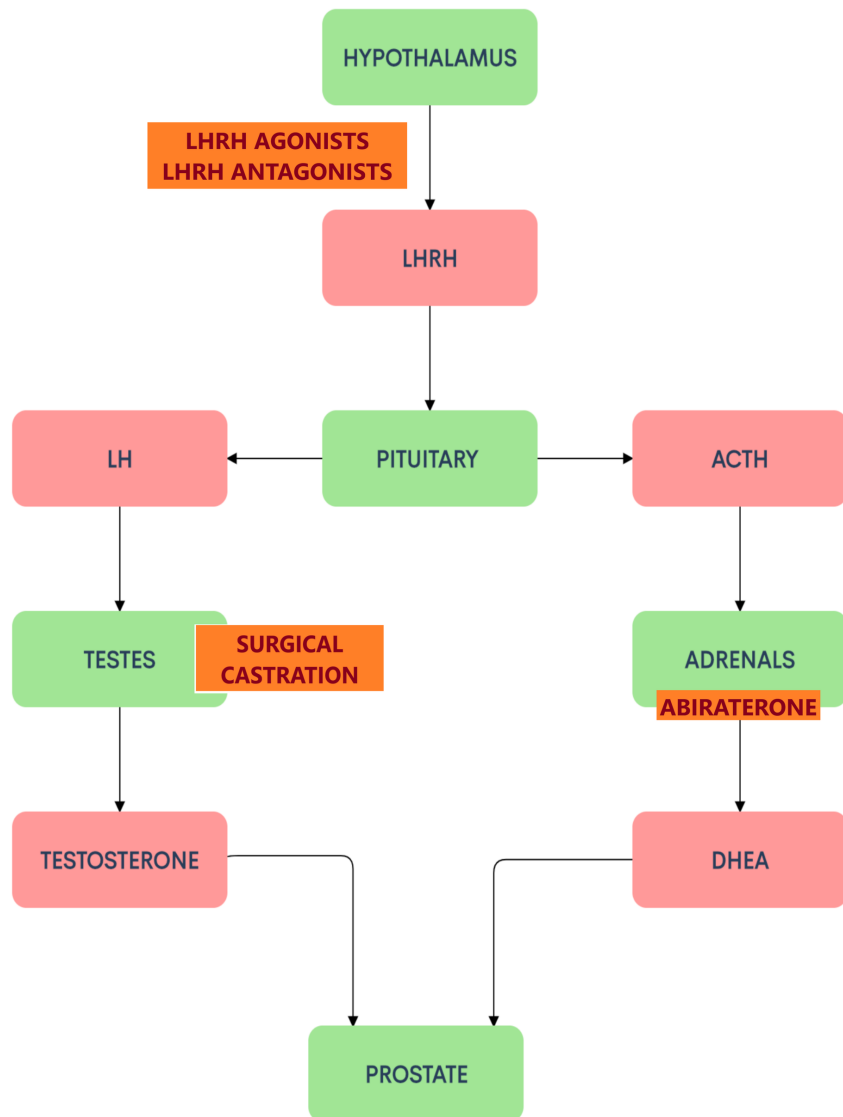 HYPOTHALAMUS
LHRH AGONISTS
LHRH ANTAGONISTS
LHRH
LH
PITUITARY
ACTH
TESTES
SURGICAL
CASTRATION
ADRENALS
ABIRATERONE
TESTOSTERONE
DHEA
PROSTATE